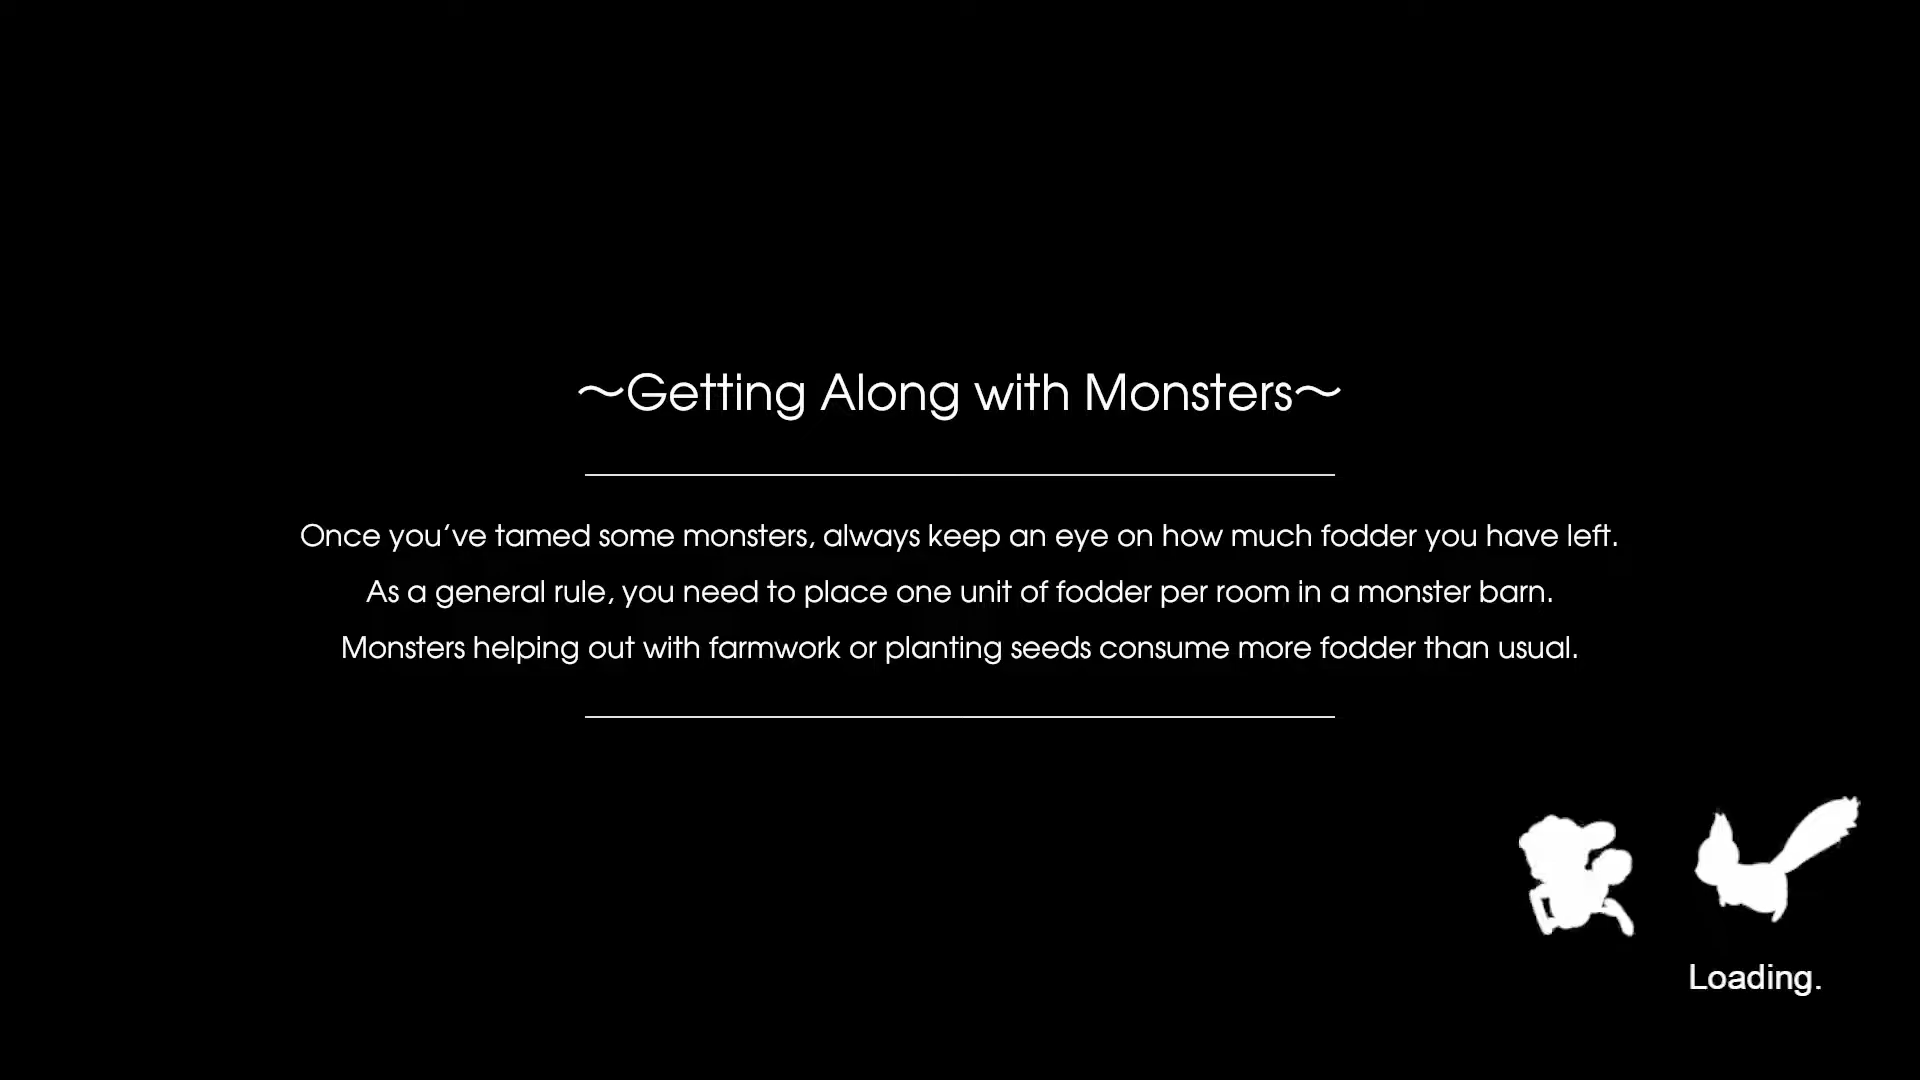 ～Getting Along with Monsters～
Once you've tamed some monsters, always keep an eye on how much fodder you have left.
As a general rule, you need to place one unit of fodder per room in a monster barn.
Monsters helping out with farmwork or planting seeds consume more fodder than usual.
Loading.